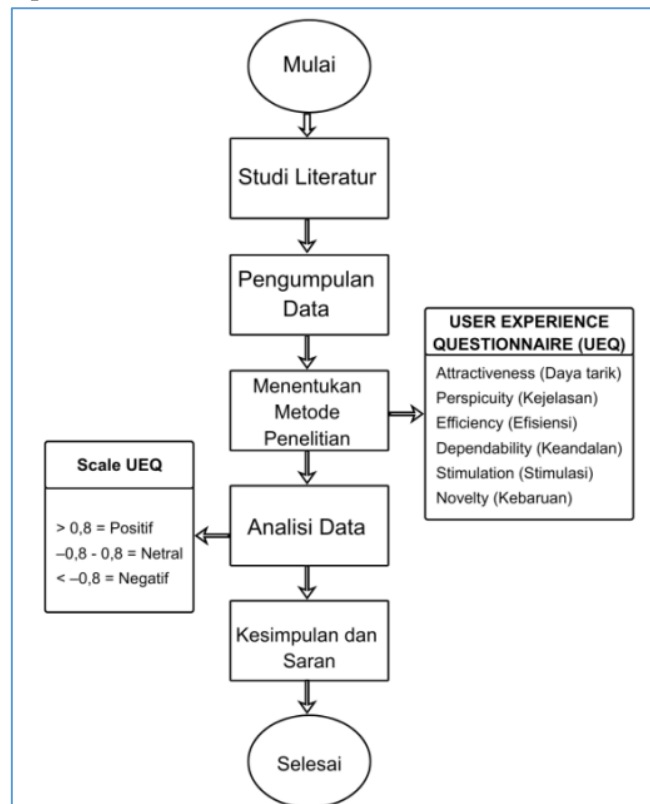 Mulai
Studi Literatur
Pengumpulan
Data
Menentukan
Metode
Penelitian
USER EXPERIENCE
QUESTIONNAIRE (UEQ)
Attractiveness (Daya tarik)
Perspicuity (Kejelasan)
Efficiency (Efisiensi)
Dependability (Keandalan)
Stimulation (Stimulasi)
Novelty (Kebaruan)
Analisi Data
Scale UEQ
> 0,8 = Positif
–0,8 - 0,8 = Netral
< –0,8 = Negatif
Kesimpulan dan
Saran
Selesai